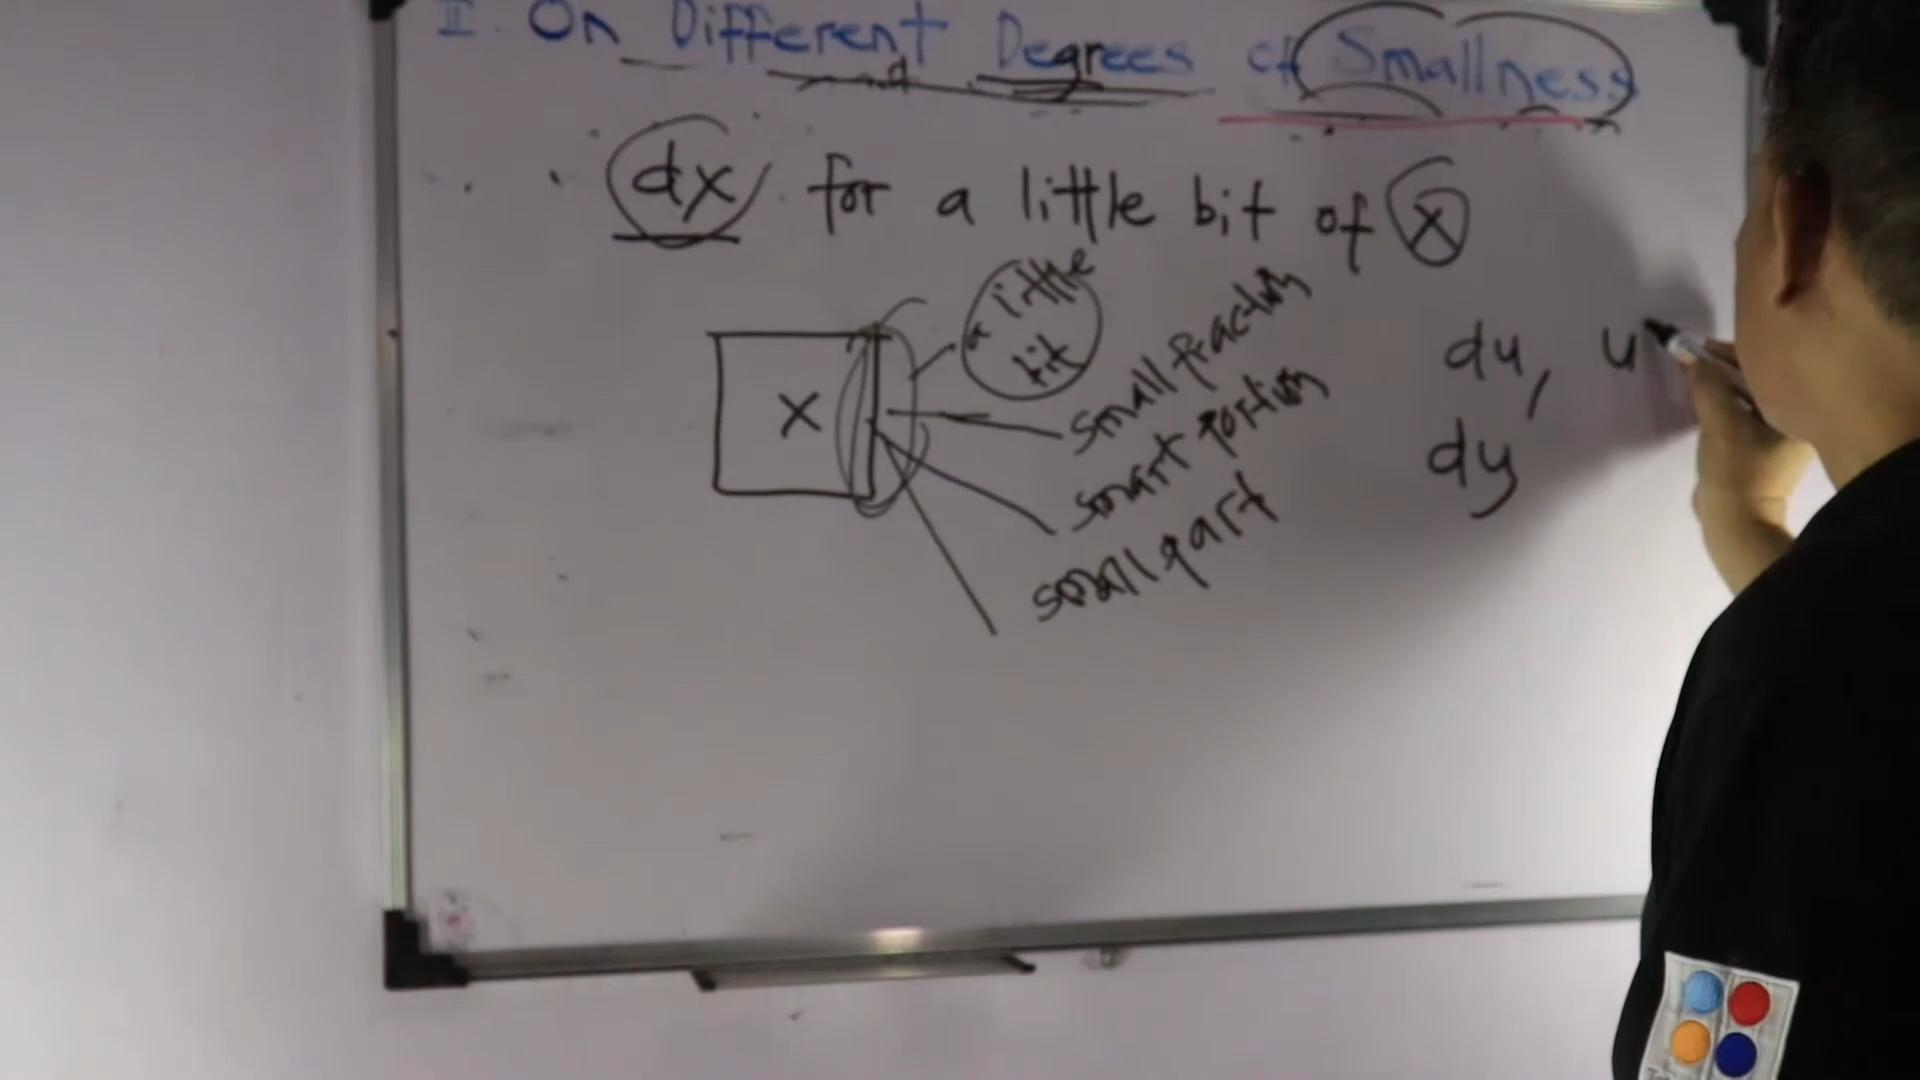 II. On Different Degrees of Smallness
dx for a little bit of x
a little
bit
small fraction
smart portion
small part
x
du, u
dy